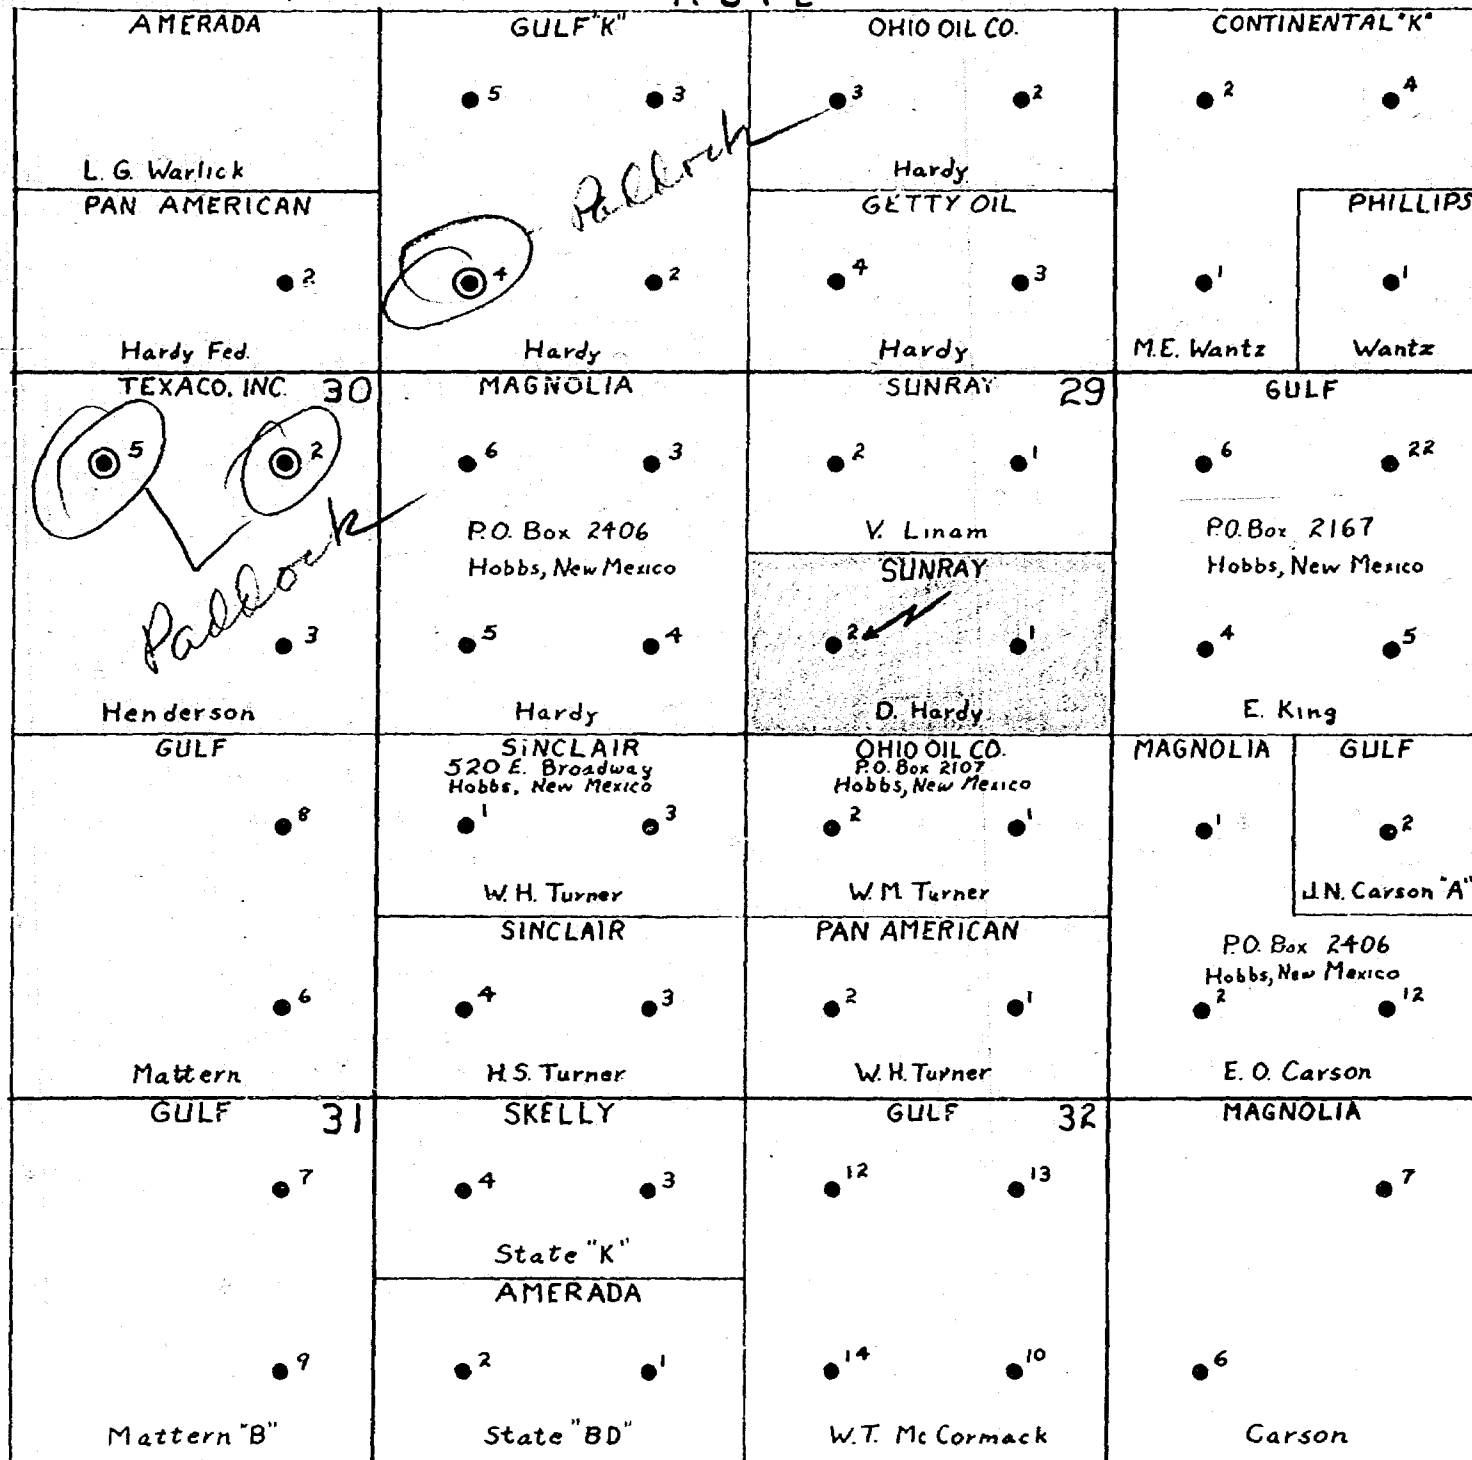 AMERADA
L. G. Warlick
GULF "K"
5
3
4
2
Hardy
Paddock
OHIO OIL CO.
3
2
Hardy
CONTINENTAL "K"
2
4
1
M.E. Wantz
PAN AMERICAN
2
Hardy Fed.
GETTY OIL
4
3
Hardy
PHILLIPS
1
Wantz
TEXACO, INC. 30
5
2
Paddock
3
Henderson
MAGNOLIA
6
3
P.O. Box 2406
Hobbs, New Mexico
5
4
Hardy
SUNRAY 29
2
1
V. Linam
SUNRAY
2
1
D. Hardy
GULF
6
22
P.O. Box 2167
Hobbs, New Mexico
4
5
E. King
GULF
8
6
Mattern
SINCLAIR
520 E. Broadway
Hobbs, New Mexico
1
3
W. H. Turner
OHIO OIL CO.
P.O. Box 2107
Hobbs, New Mexico
2
1
W. M. Turner
MAGNOLIA
1
GULF
2
J.N. Carson "A"
SINCLAIR
4
3
H.S. Turner
PAN AMERICAN
2
1
W. H. Turner
P.O. Box 2406
Hobbs, New Mexico
2
12
E. O. Carson
GULF 31
7
9
Mattern "B"
SKELLY
4
3
State "K"
AMERADA
2
1
State "BD"
GULF 32
12
13
14
10
W.T. McCormack
MAGNOLIA
7
6
Carson